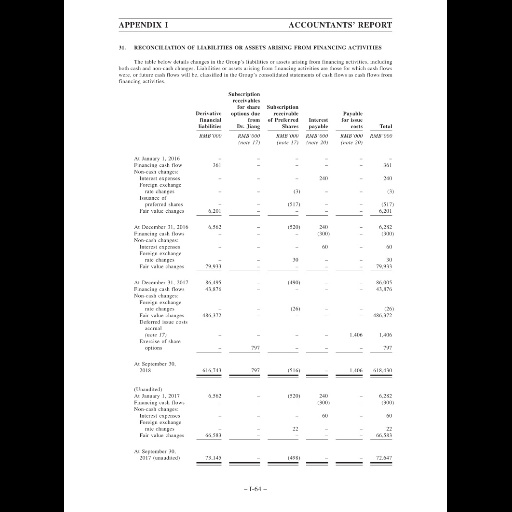 APPENDIX I ACCOUNTANTS' REPORT
31. RECONCILIATION OF LIABILITIES OR ASSETS ARISING FROM FINANCING ACTIVITIES
The table below details changes in the Group's liabilities or assets arising from financing activities, including
both cash and non-cash changes. Liabilities or assets arising from financing activities are those for which cash flows
were, or future cash flows will be, classified in the Group's consolidated statements of cash flows as cash flows from
financing activities.
Subscription
receivables
for share Subscription
Derivative options due receivable Payable
financial from of Preferred Interest for issue
liabilities Dr. Jiang Shares payable costs Total
RMB'000 RMB'000 RMB'000 RMB'000 RMB'000 RMB'000
(note 17) (note 17) (note 20) (note 20)
At January 1, 2016 – – – – – –
Financing cash flow 361 – – – – 361
Non-cash changes:
Interest expenses – – – 240 – 240
Foreign exchange
rate changes – – (3) – – (3)
Issuance of
preferred shares – – (517) – – (517)
Fair value changes 6,201 – – – – 6,201
At December 31, 2016 6,562 – (520) 240 – 6,282
Financing cash flows – – – (300) – (300)
Non-cash changes:
Interest expenses – – – 60 – 60
Foreign exchange
rate changes – – 30 – – 30
Fair value changes 79,933 – – – – 79,933
At December 31, 2017 86,495 – (490) – – 86,005
Financing cash flows 43,876 – – – – 43,876
Non-cash changes:
Foreign exchange
rate changes – – (26) – – (26)
Fair value changes 486,372 – – – – 486,372
Deferred issue costs
accrual
(note 17) – – – – 1,406 1,406
Exercise of share
options – 797 – – – 797
At September 30,
2018 616,743 797 (516) – 1,406 618,430
(Unaudited)
At January 1, 2017 6,562 – (520) 240 – 6,282
Financing cash flows – – – (300) – (300)
Non-cash changes:
Interest expenses – – – 60 – 60
Foreign exchange
rate changes – – 22 – – 22
Fair value changes 66,583 – – – – 66,583
At September 30,
2017 (unaudited) 73,145 – (498) – – 72,647
– I-64 –